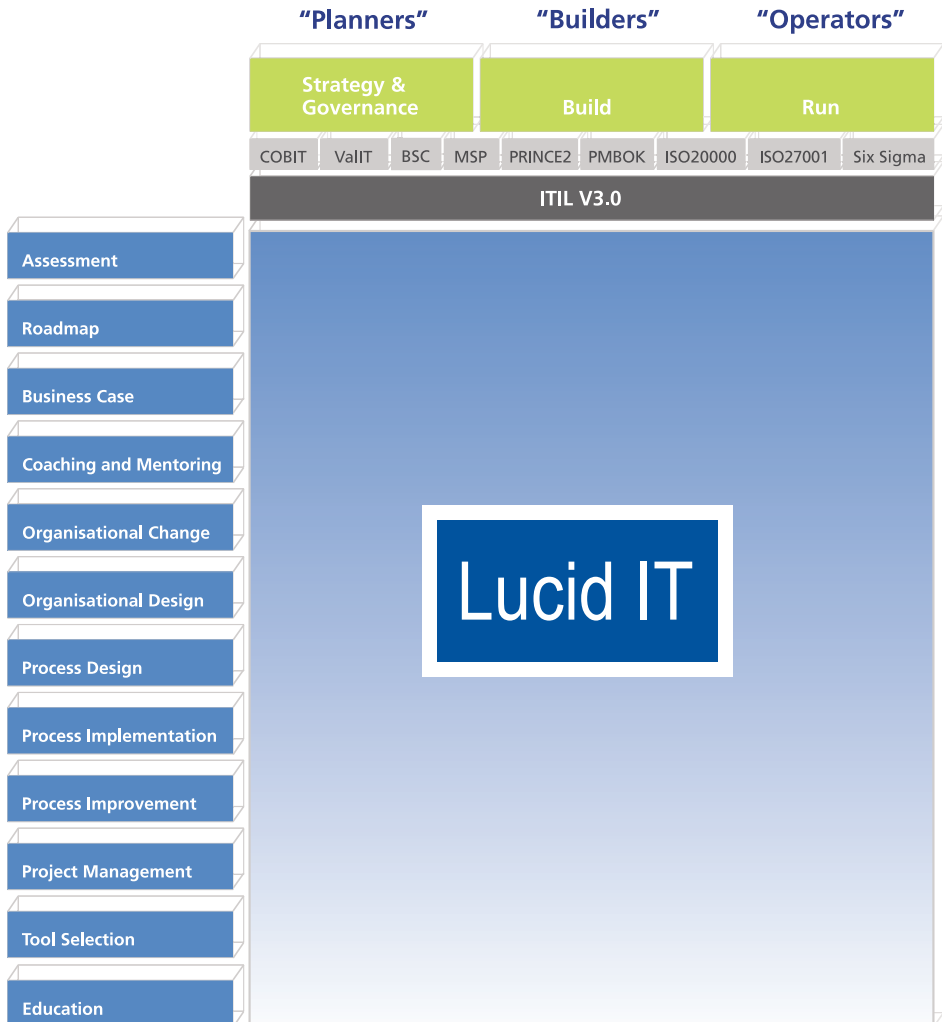 “Planners” “Builders” “Operators”
Strategy &
Governance Build Run
COBIT ValIT BSC MSP PRINCE2 PMBOK ISO20000 ISO27001 Six Sigma
ITIL V3.0
Assessment
Roadmap
Business Case
Coaching and Mentoring
Organisational Change
Organisational Design
Lucid IT
Process Design
Process Implementation
Process Improvement
Project Management
Tool Selection
Education